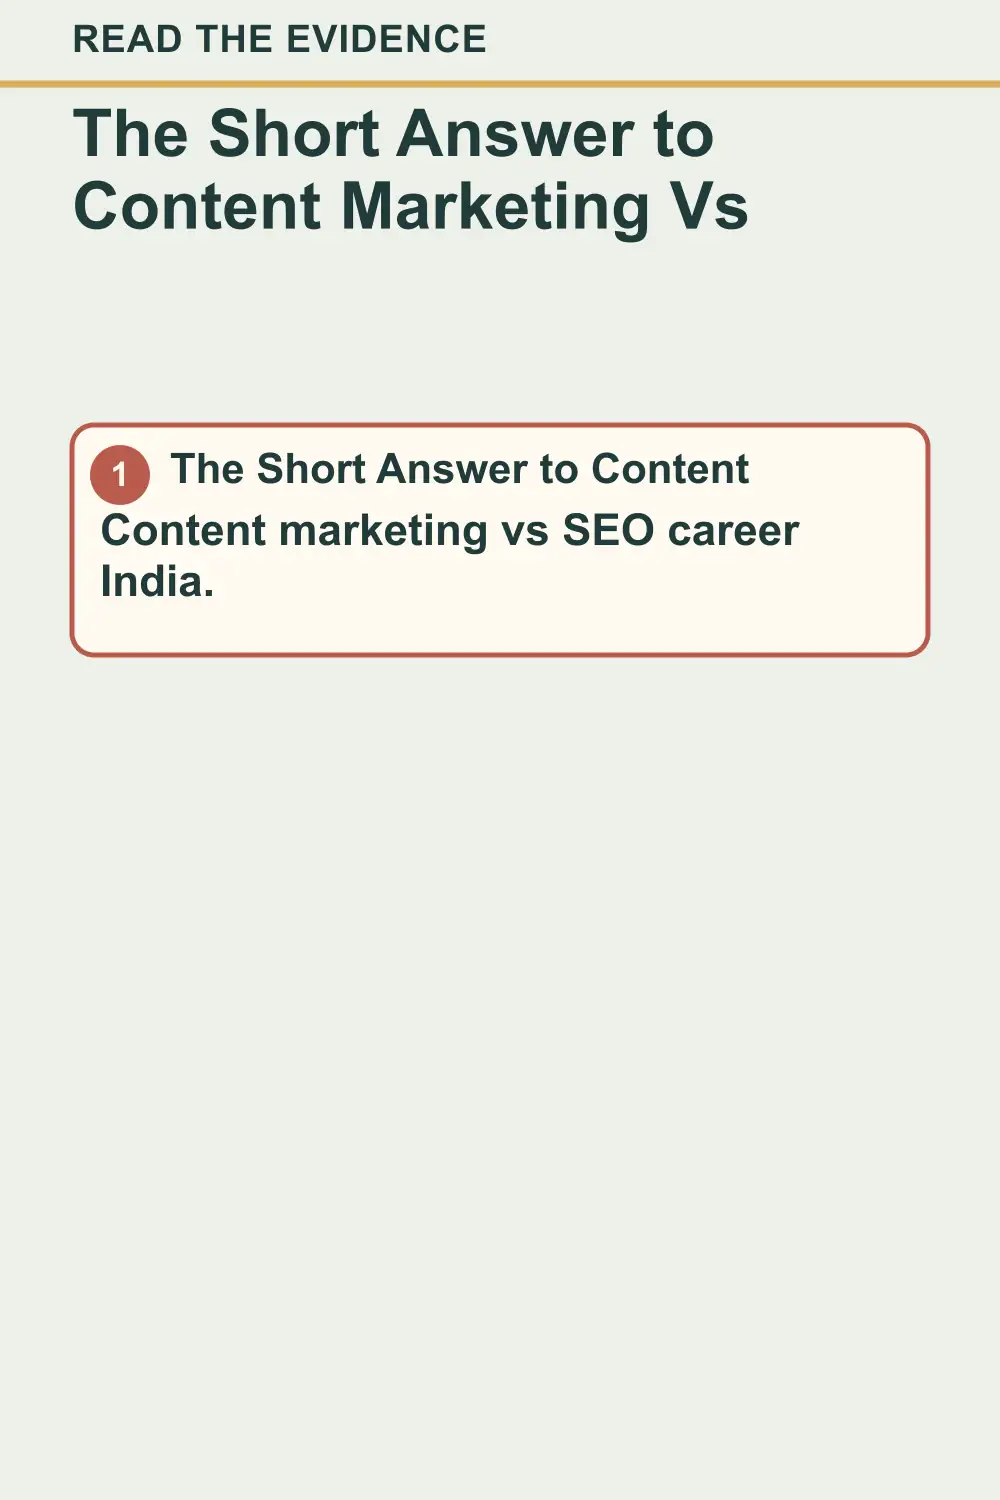 READ THE EVIDENCE
The Short Answer to
Content Marketing Vs
1 The Short Answer to Content
Content marketing vs SEO career
India.